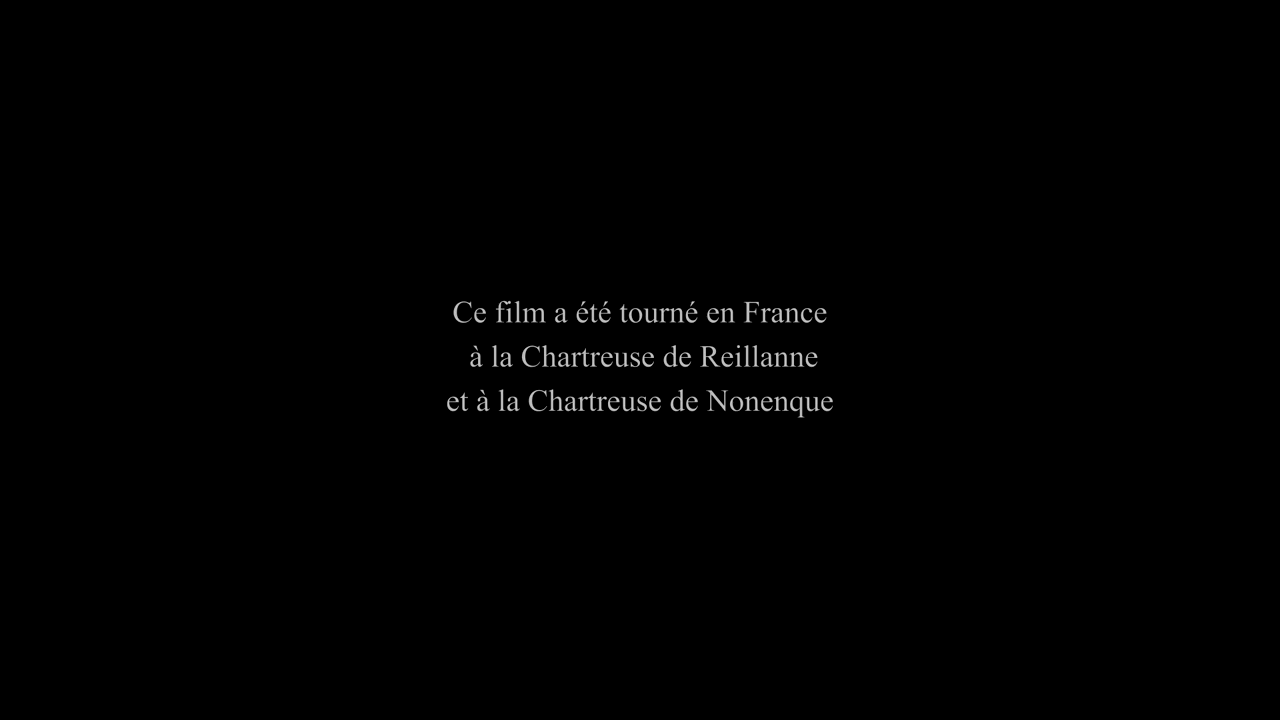 Ce film a été tourné en France
à la Chartreuse de Reillanne
et à la Chartreuse de Nonenque